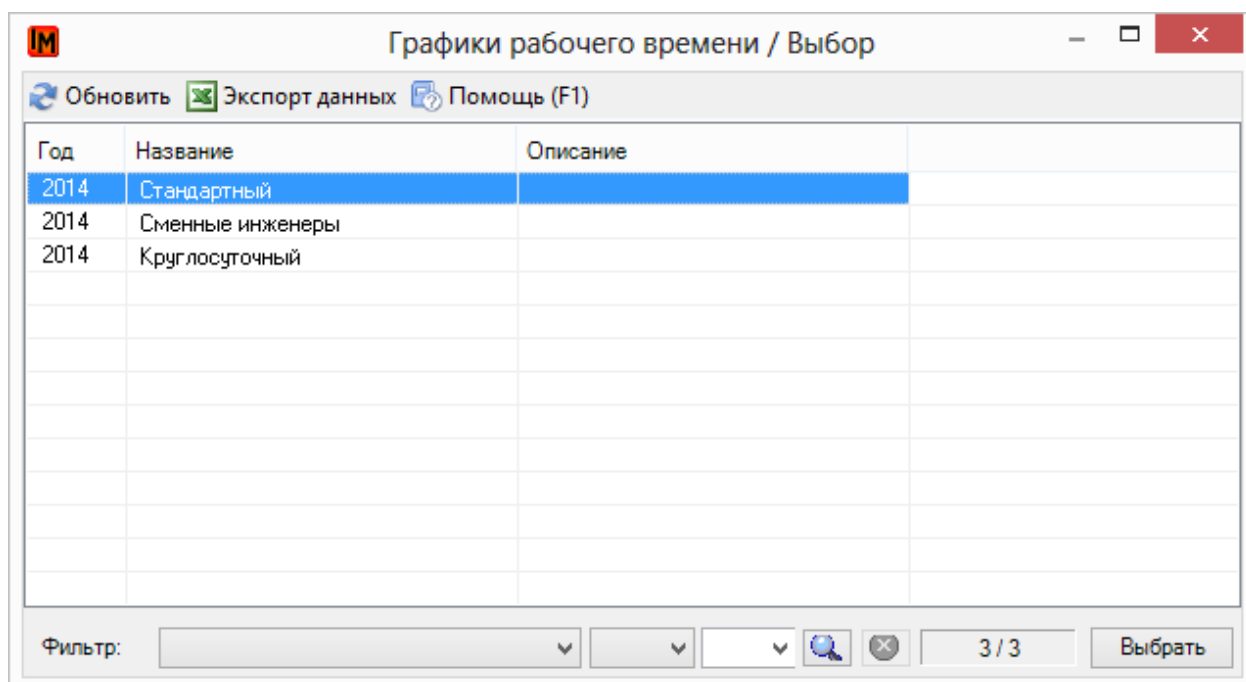 IM Графики рабочего времени / Выбор
Обновить Экспорт данных Помощь (F1)
Год Название Описание
2014 Стандартный
2014 Сменные инженеры
2014 Круглосуточный
Фильтр: 3 / 3 Выбрать